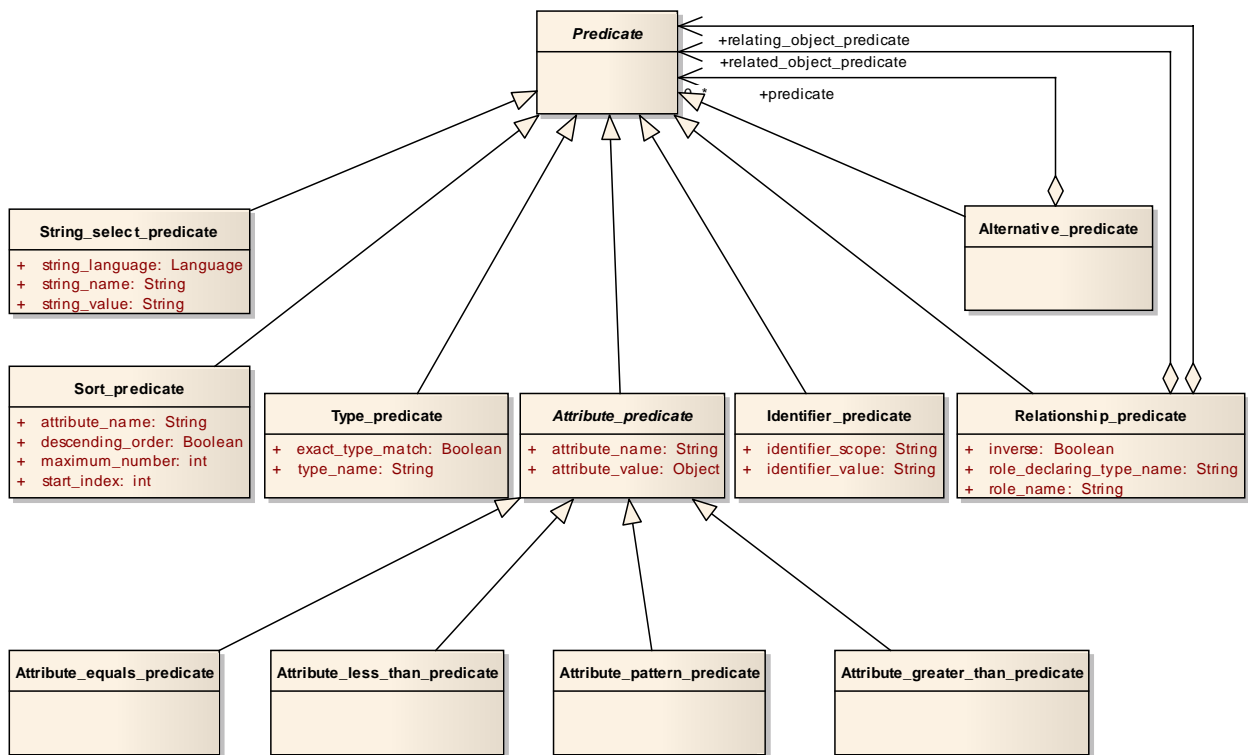 Predicate
+relating_object_predicate
+related_object_predicate
0..*
+predicate
String_select_predicate
+ string_language: Language
+ string_name: String
+ string_value: String
Alternative_predicate
Sort_predicate
+ attribute_name: String
+ descending_order: Boolean
+ maximum_number: int
+ start_index: int
Type_predicate
+ exact_type_match: Boolean
+ type_name: String
Attribute_predicate
+ attribute_name: String
+ attribute_value: Object
Identifier_predicate
+ identifier_scope: String
+ identifier_value: String
Relationship_predicate
+ inverse: Boolean
+ role_declaring_type_name: String
+ role_name: String
Attribute_equals_predicate
Attribute_less_than_predicate
Attribute_pattern_predicate
Attribute_greater_than_predicate